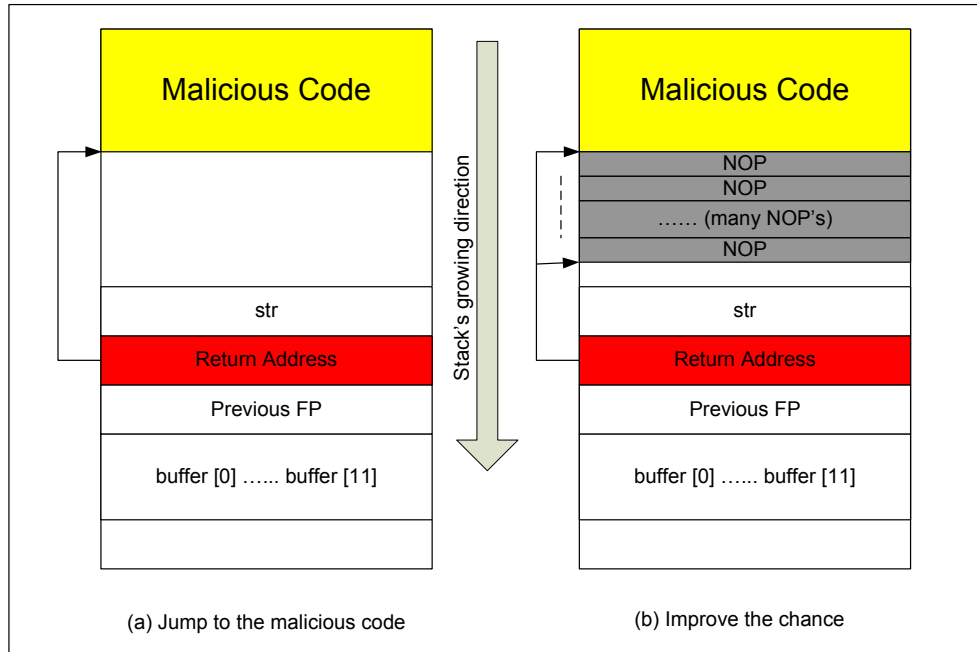 Malicious Code
str
Return Address
Previous FP
buffer [0] …... buffer [11]
(a) Jump to the malicious code
Stack's growing direction
Malicious Code
NOP
NOP
…… (many NOP's)
NOP
str
Return Address
Previous FP
buffer [0] …... buffer [11]
(b) Improve the chance